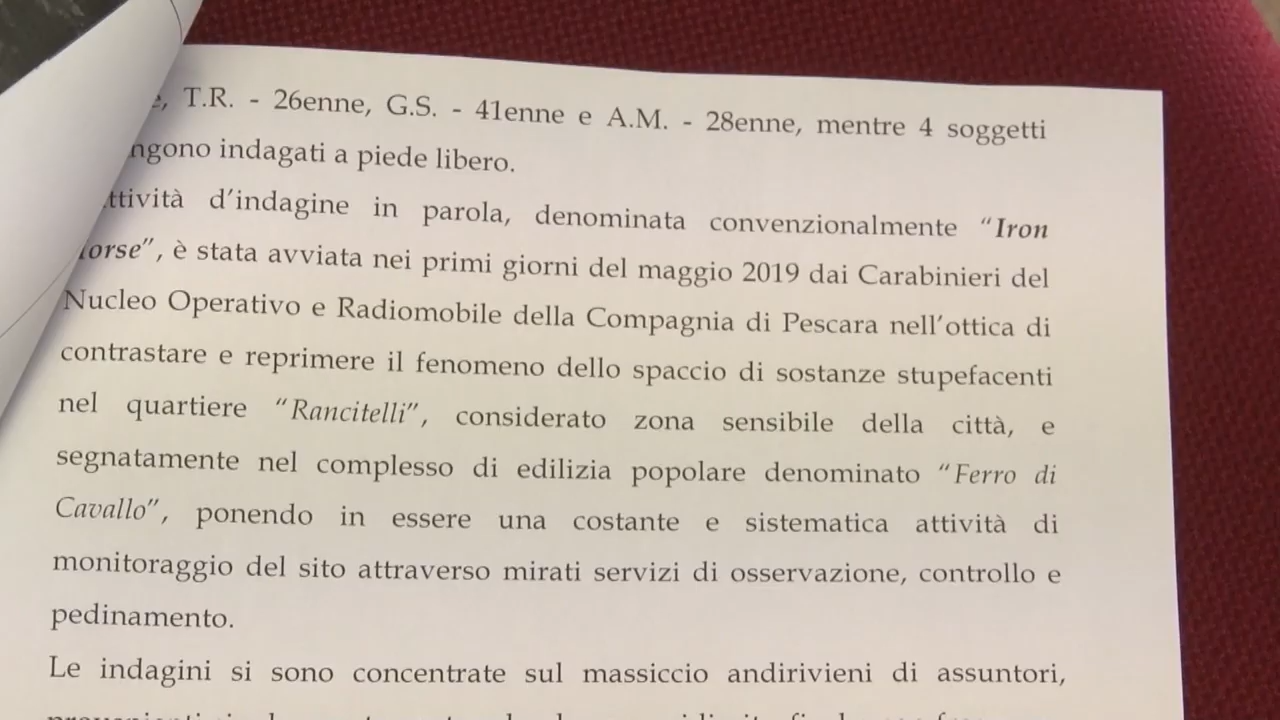 T.R. - 26enne, G.S. - 41enne e A.M. - 28enne, mentre 4 soggetti
ngono indagati a piede libero.
ttività d'indagine in parola, denominata convenzionalmente “Iron
orse”, è stata avviata nei primi giorni del maggio 2019 dai Carabinieri del
Nucleo Operativo e Radiomobile della Compagnia di Pescara nell'ottica di
contrastare e reprimere il fenomeno dello spaccio di sostanze stupefacenti
nel quartiere “Rancitelli”, considerato zona sensibile della città, e
segnatamente nel complesso di edilizia popolare denominato “Ferro di
Cavallo”, ponendo in essere una costante e sistematica attività di
monitoraggio del sito attraverso mirati servizi di osservazione, controllo e
pedinamento.
Le indagini si sono concentrate sul massiccio andirivieni di assuntori,